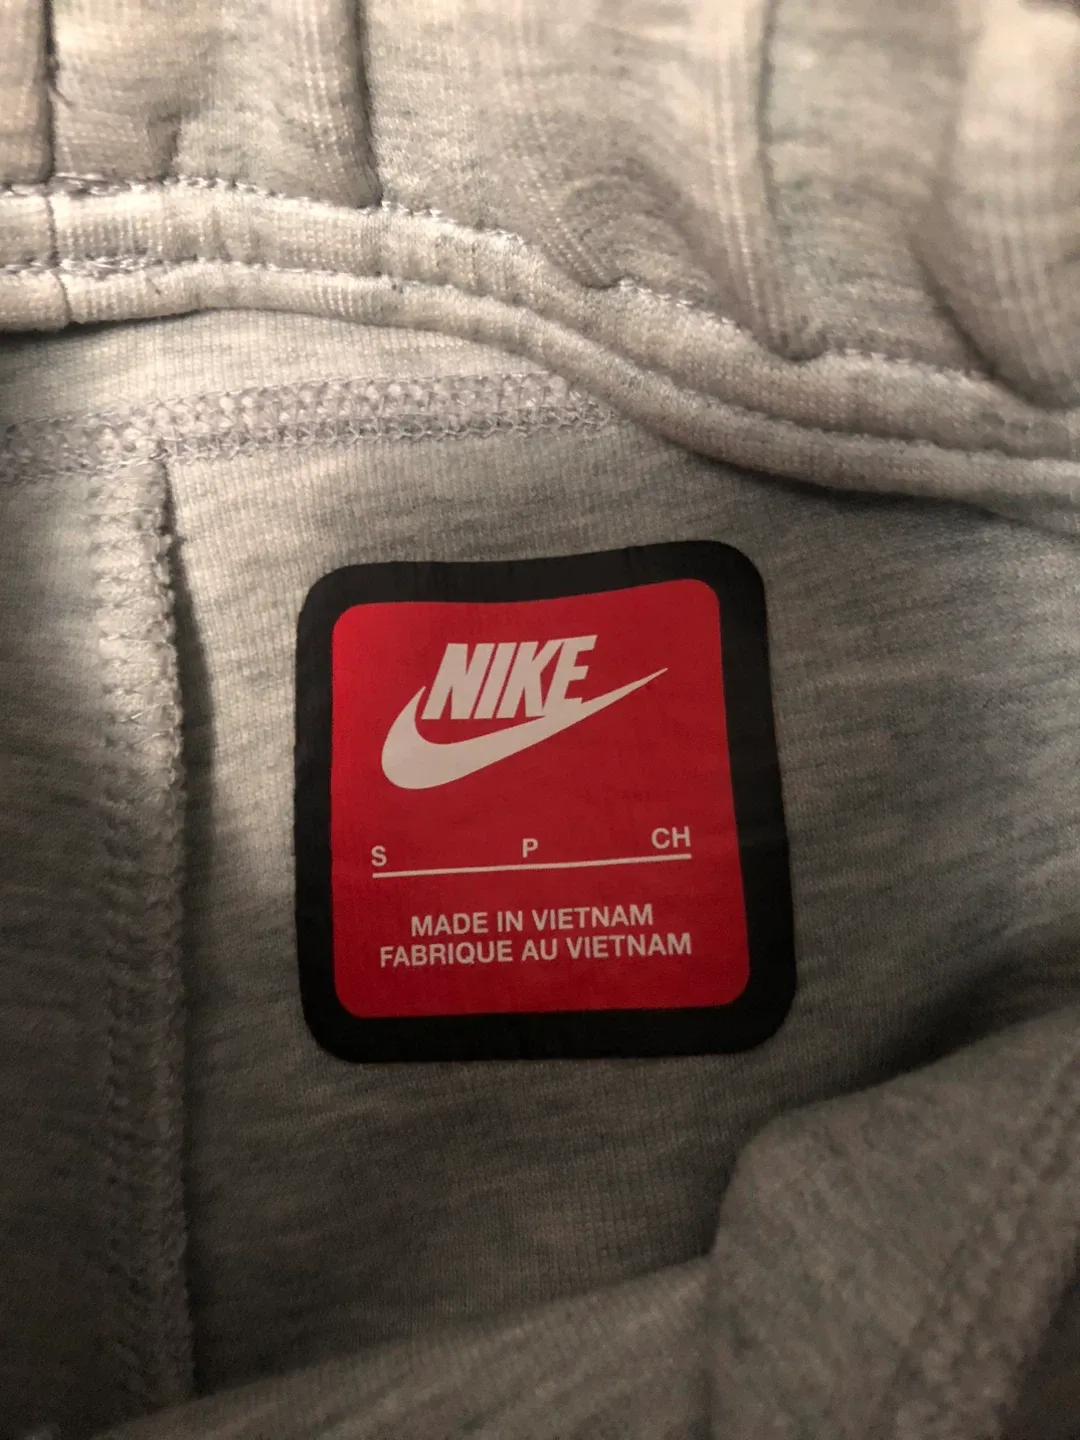 NIKE
S P CH
MADE IN VIETNAM
FABRIQUE AU VIETNAM